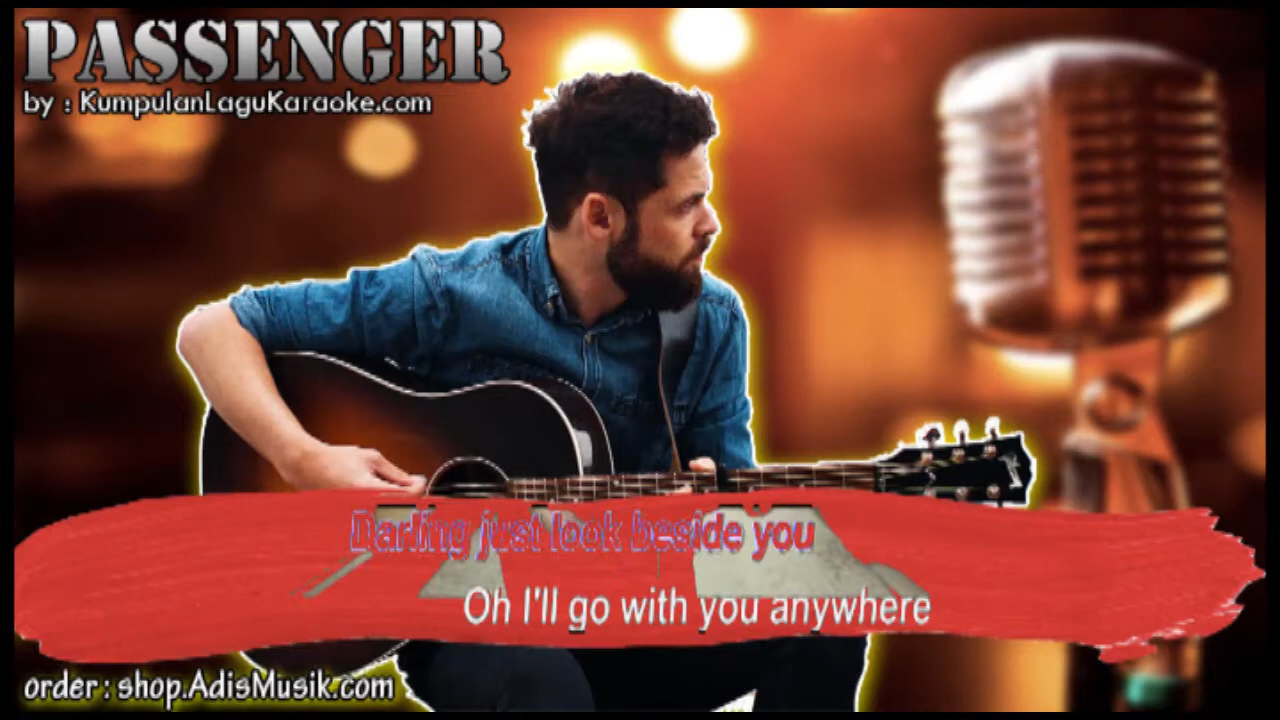 PASSENGER
by : KumpulanLaguKaraoke.com
Darling just look beside you
Oh I'll go with you anywhere
order : shop.AdisMusik.com